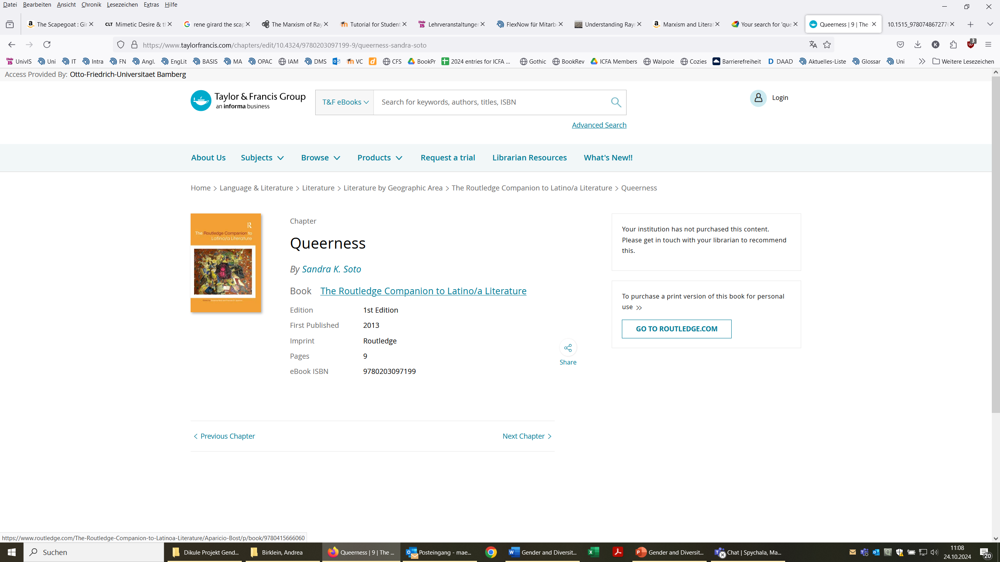 Datei Bearbeiten Ansicht Chronik Lesezeichen Extras Hilfe
The Scapegoat : Gir
CLT Mimetic Desire & th
rene girard the scap
The Marxism of Ray
Tutorial for Student
Univ IS Lehrveranstaltungen
FlexNow für Mitarb
Understanding Rayr
Marxism and Literat
Your search for 'que
Queerness | 9 | The
10.1515_978074867277
https://www.taylorfrancis.com/chapters/edit/10.4324/9780203097199-9/queerness-sandra-soto
K
3
Univ IS UnivIS Uni IT Intra FN Angl. EngLit BASIS MA OPAC IAM DMS VC CFS BookPr 2024 entries for ICFA ... Gothic BookRev ICFA Members Walpole Cozies Barrierefreiheit D DAAD Aktuelles-Liste Glossar Uni Weitere Lesezeichen
Access Provided By: Otto-Friedrich-Universitaet Bamberg
Taylor & Francis Group
an informa business
T&F eBooks
Search for keywords, authors, titles, ISBN
Login
Advanced Search
About Us Subjects Browse Products Request a trial Librarian Resources What's New!!
Home > Language & Literature > Literature > Literature by Geographic Area > The Routledge Companion to Latino/a Literature > Queerness
R
The Routledge Companion to
Latino/a Literature
Chapter
Queerness
By Sandra K. Soto
Book The Routledge Companion to Latino/a Literature
Edition 1st Edition
First Published 2013
Imprint Routledge
Pages 9
eBook ISBN 9780203097199
Share
Your institution has not purchased this content.
Please get in touch with your librarian to recommend
this.
To purchase a print version of this book for personal
use
GO TO ROUTLEDGE.COM
Previous Chapter
Next Chapter
https://www.routledge.com/The-Routledge-Companion-to-Latinoa-Literature/Aparicio-Bost/p/book/9780415666060
Suchen
Dikule Projekt Gend...
Birklein, Andrea
Queerness | 9 | The ...
Posteingang - mae...
Gender and Diversit...
Gender and Diversit...
Chat | Spychala, Ma...
11:08
24.10.2024
20